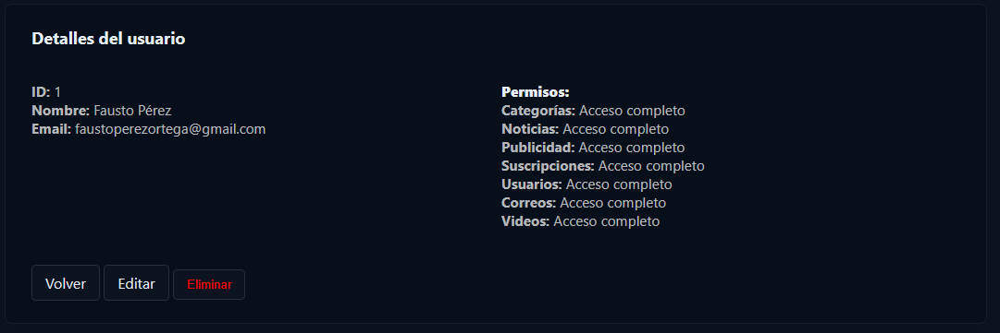 Detalles del usuario
ID: 1
Nombre: Fausto Pérez
Email: faustoperezortega@gmail.com
Permisos:
Categorías: Acceso completo
Noticias: Acceso completo
Publicidad: Acceso completo
Suscripciones: Acceso completo
Usuarios: Acceso completo
Correos: Acceso completo
Videos: Acceso completo
Volver
Editar
Eliminar